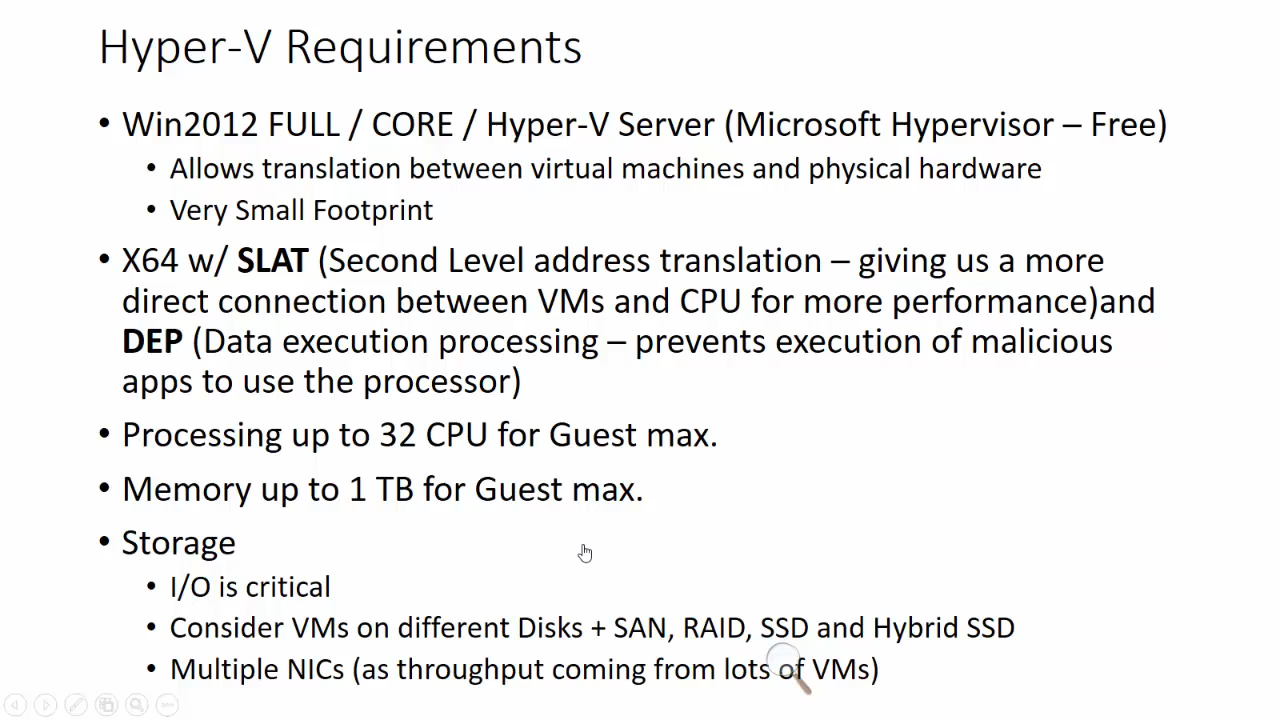 Hyper-V Requirements
• Win2012 FULL / CORE / Hyper-V Server (Microsoft Hypervisor – Free)
• Allows translation between virtual machines and physical hardware
• Very Small Footprint
• X64 w/ SLAT (Second Level address translation – giving us a more
direct connection between VMs and CPU for more performance)and
DEP (Data execution processing – prevents execution of malicious
apps to use the processor)
• Processing up to 32 CPU for Guest max.
• Memory up to 1 TB for Guest max.
• Storage
• I/O is critical
• Consider VMs on different Disks + SAN, RAID, SSD and Hybrid SSD
• Multiple NICs (as throughput coming from lots of VMs)